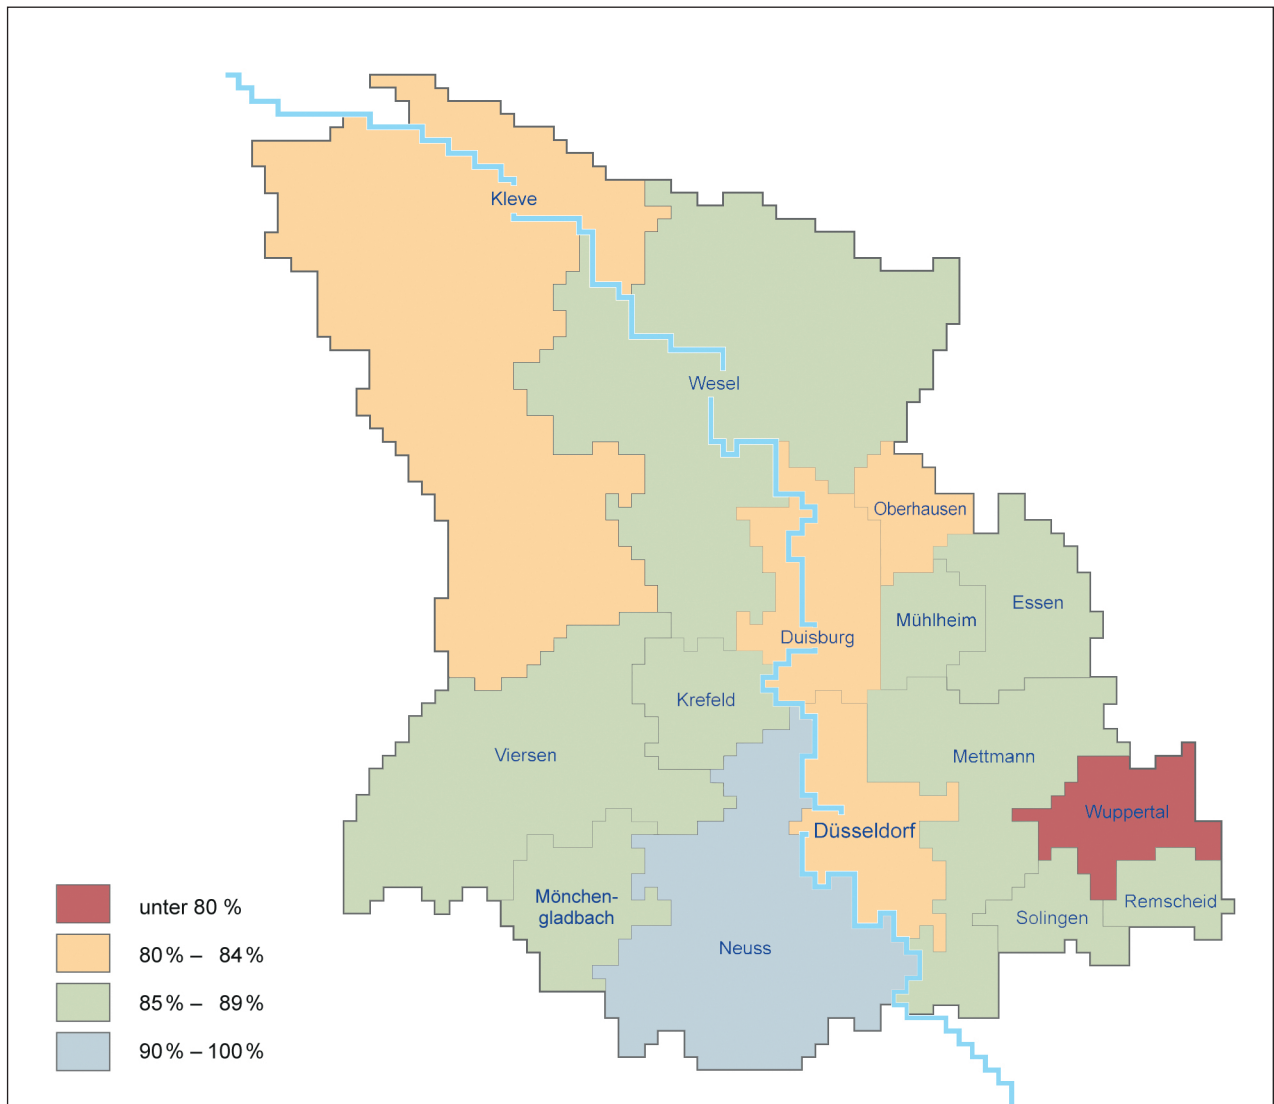 Kleve
Wesel
Oberhausen
Essen
Mühlheim
Duisburg
Krefeld
Viersen
Mettmann
Wuppertal
Düsseldorf
Mönchen-
gladbach
Remscheid
Solingen
Neuss
unter 80 %
80 % – 84 %
85 % – 89 %
90 % – 100 %